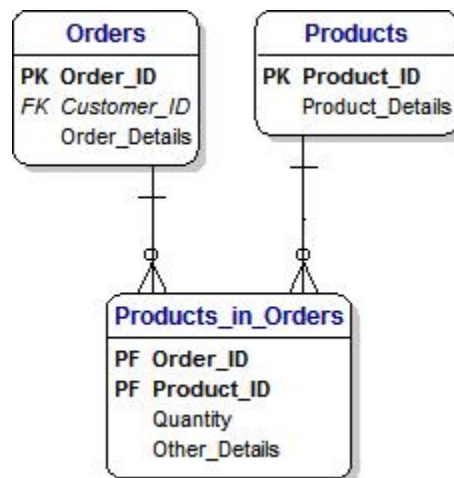 Orders
PK Order_ID
FK Customer_ID
Order_Details
Products
PK Product_ID
Product_Details
Products_in_Orders
PF Order_ID
PF Product_ID
Quantity
Other_Details